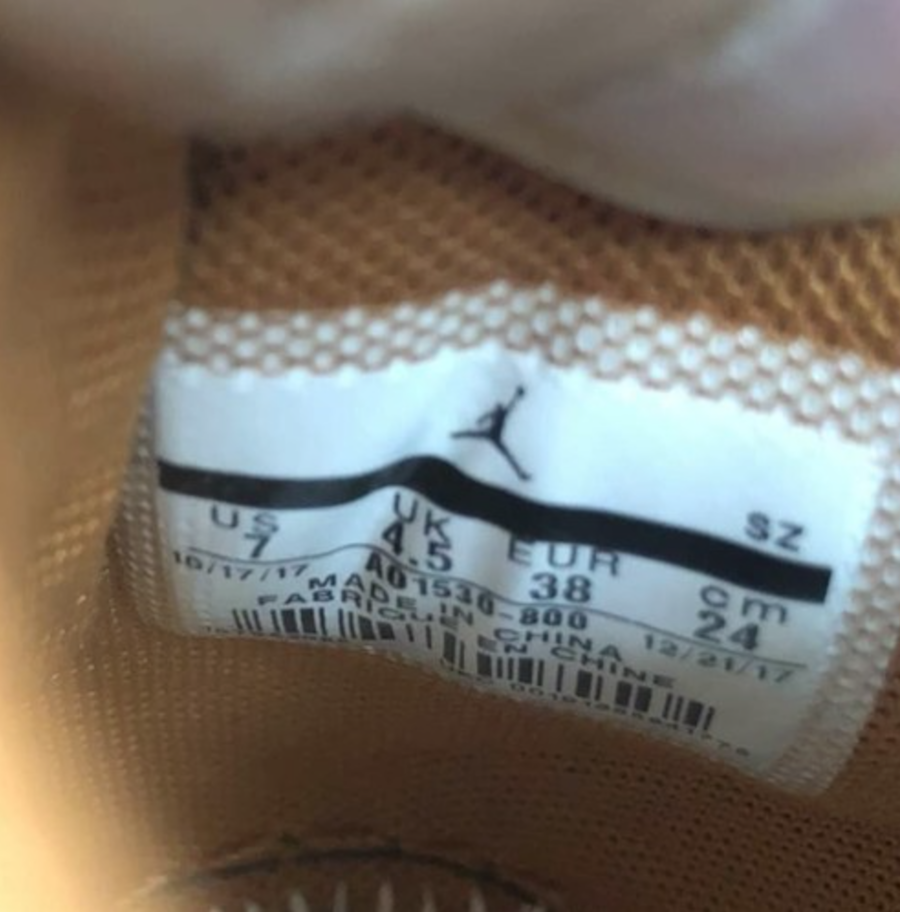 SZ
US UK EUR cm
7 4.5 38 24
10/17/17 AO1530-800 12/21/17
MADE IN CHINA
FABRIQUE EN CHINE